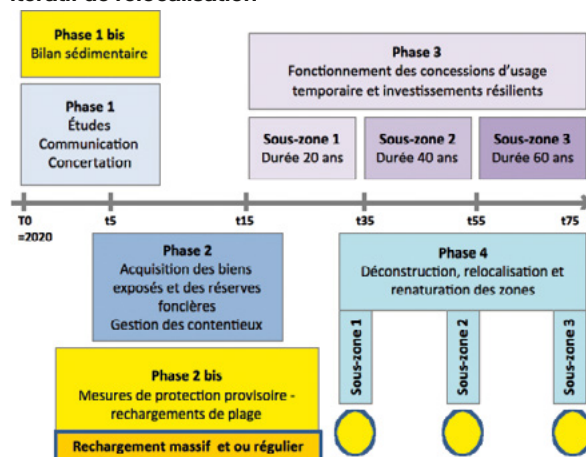 itératif de relocalisation
Phase 1 bis
Bilan sédimentaire
Phase 1
Études
Communication
Concertation
Phase 3
Fonctionnement des concessions d'usage
temporaire et investissements résilients
Sous-zone 1
Durée 20 ans
Sous-zone 2
Durée 40 ans
Sous-zone 3
Durée 60 ans
T0
=2020
t5
t15
t35
t55
t75
Phase 2
Acquisition des biens
exposés et des réserves
foncières
Gestion des contentieux
Phase 2 bis
Mesures de protection provisoire -
rechargements de plage
Rechargement massif et ou régulier
Phase 4
Déconstruction, relocalisation et
renaturation des zones
Sous-zone 1
Sous-zone 2
Sous-zone 3